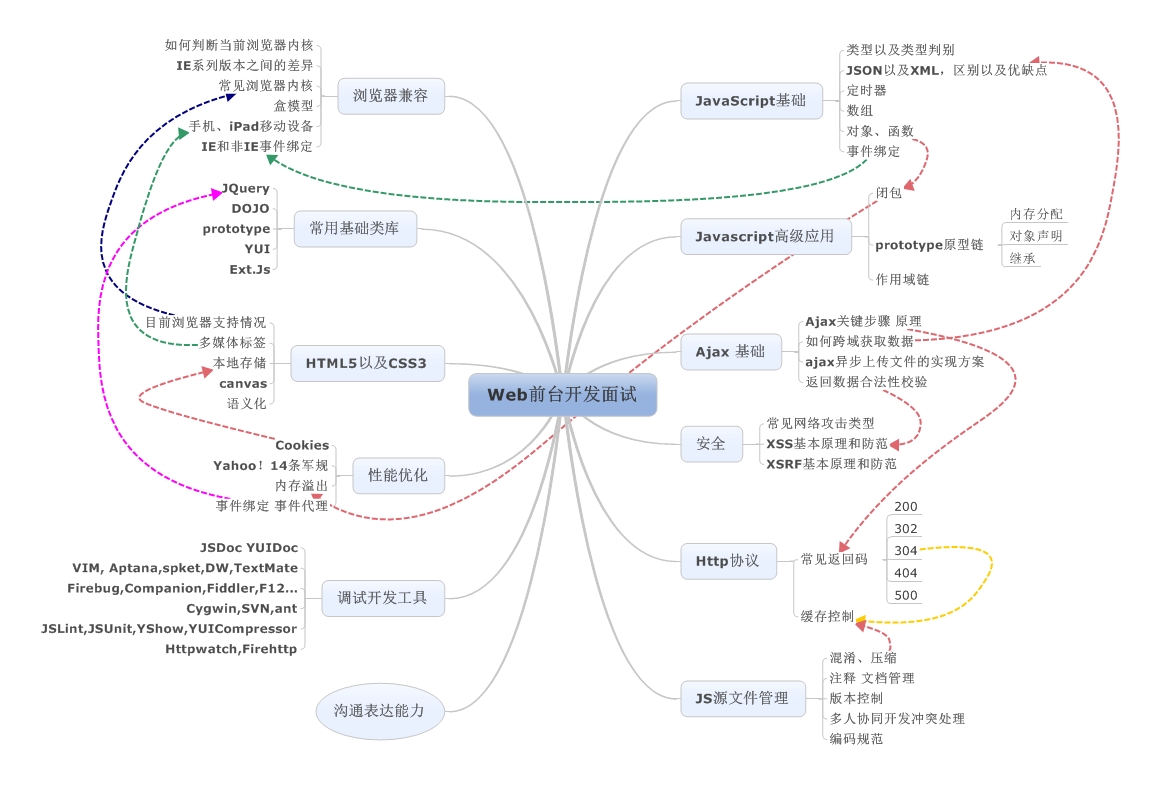 Web前台开发面试
浏览器兼容
如何判断当前浏览器内核
IE系列版本之间的差异
常见浏览器内核
盒模型
手机、iPad移动设备
IE和非IE事件绑定
常用基础类库
JQuery
DOJO
prototype
YUI
Ext.Js
HTML5以及CSS3
目前浏览器支持情况
多媒体标签
本地存储
canvas
语义化
性能优化
Cookies
Yahoo！14条军规
内存溢出
事件绑定 事件代理
调试开发工具
JSDoc YUIDoc
VIM, Aptana,spket,DW,TextMate
Firebug,Companion,Fiddler,F12...
Cygwin,SVN,ant
JSLint,JSUnit,YShow,YUICompressor
Httpwatch,Firehttp
沟通表达能力
JavaScript基础
类型以及类型判别
JSON以及XML，区别以及优缺点
定时器
数组
对象、函数
事件绑定
Javascript高级应用
闭包
prototype原型链
内存分配
对象声明
继承
作用域链
Ajax 基础
Ajax关键步骤 原理
如何跨域获取数据
ajax异步上传文件的实现方案
返回数据合法性校验
安全
常见网络攻击类型
XSS基本原理和防范
XSRF基本原理和防范
Http协议
常见返回码
200
302
304
404
500
缓存控制
JS源文件管理
混淆、压缩
注释 文档管理
版本控制
多人协同开发冲突处理
编码规范